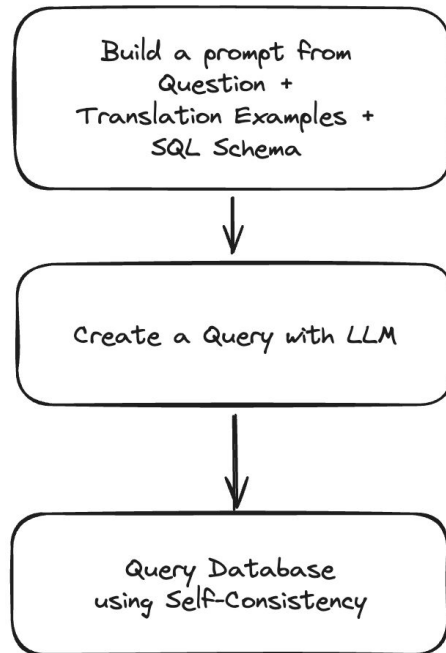 Build a prompt from
Question +
Translation Examples +
SQL Schema
Create a Query with LLM
Query Database
using Self-Consistency